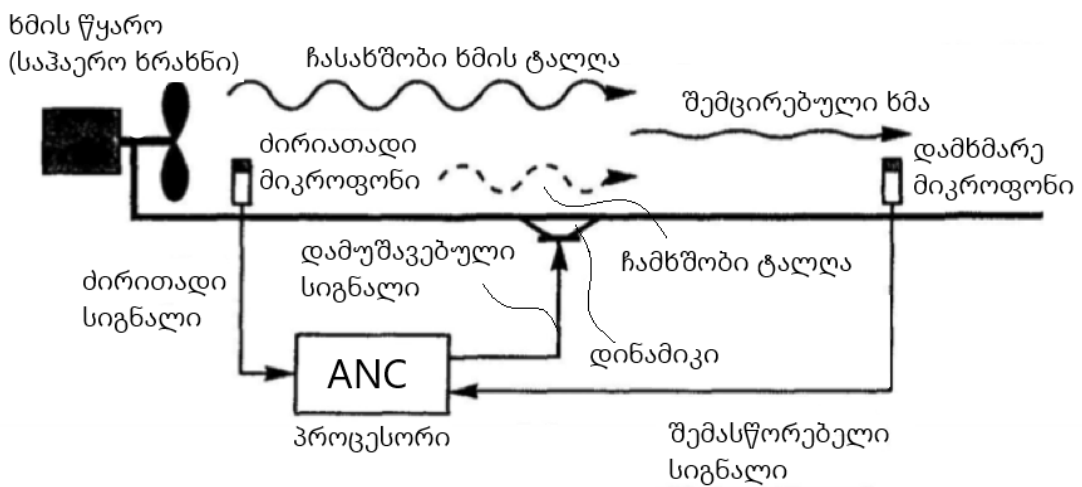 ხმის წყარო
(საჰაერო ხრახნი)
ჩასახშობი ხმის ტალღა
შემცირებული ხმა
ძირიათადი
მიკროფონი
დამხმარე
მიკროფონი
დამუშავებული
სიგნალი
ჩამხშობი ტალღა
ძირითადი
სიგნალი
დინამიკი
ANC
პროცესორი
შემასწორებელი
სიგნალი